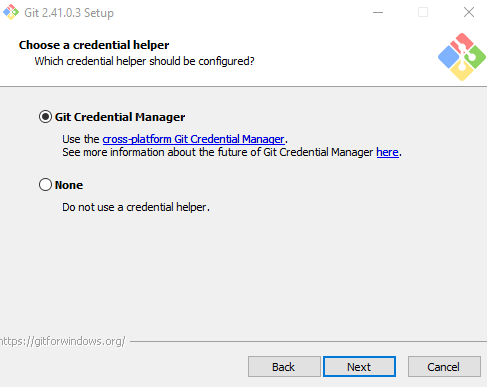 Git 2.41.0.3 Setup
Choose a credential helper
Which credential helper should be configured?
Git Credential Manager
Use the cross-platform Git Credential Manager.
See more information about the future of Git Credential Manager here.
None
Do not use a credential helper.
https://gitforwindows.org/
Back Next Cancel